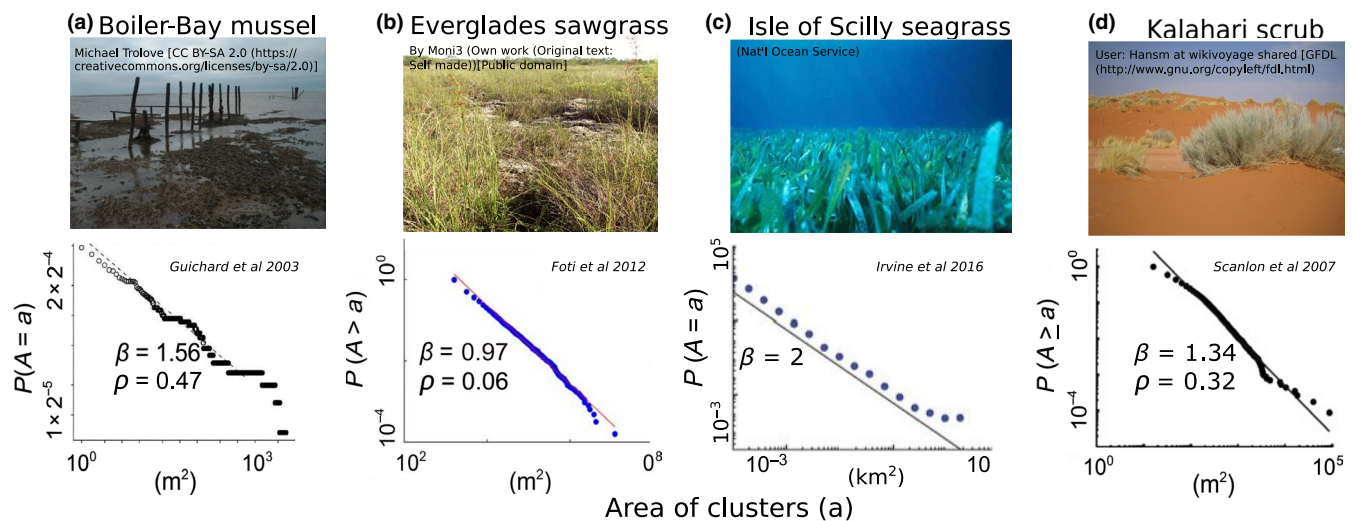 (a) Boiler-Bay mussel
Michael Trolove [CC BY-SA 2.0 (https://
creativecommons.org/licenses/by-sa/2.0)]
Guichard et al 2003
P(A = a)
2 × 2⁻⁴
1 × 2⁻⁵
β = 1.56
ρ = 0.47
10⁰ 10³
(m²)
(b) Everglades sawgrass
By Moni3 (Own work (Original text:
Self made))[Public domain]
Foti et al 2012
P (A > a)
10⁰
10⁻⁴
β = 0.97
ρ = 0.06
10² 0⁸
(m²)
(c) Isle of Scilly seagrass
(Nat'l Ocean Service)
Irvine 2016
P (A = a)
10⁵
10⁻³
β = 2
10⁻³ 10
(km²)
(d) Kalahari scrub
User: Hansm at wikivoyage shared [GFDL
(http://www.gnu.org/copyleft/fdl.html)
Scanlon et al 2007
P (A ≥ a)
10⁰
10⁻⁴
β = 1.34
ρ = 0.32
10⁰ 10⁵
(m²)
Area of clusters (a)